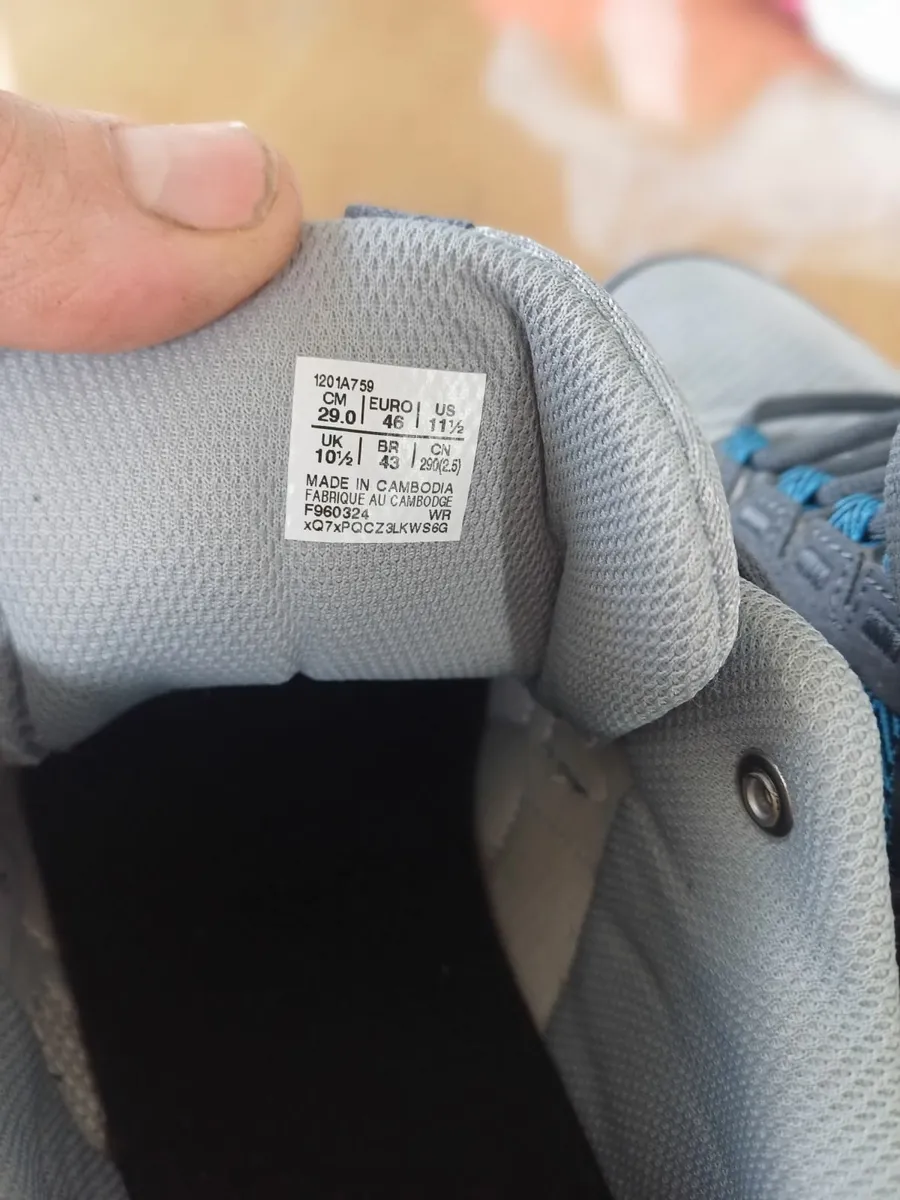 1201A759
CM EURO US
29.0 46 11½
UK BR CN
10½ 43 290(2.5)
MADE IN CAMBODIA
FABRIQUE AU CAMBODGE
F960324 WR
xQ7xPQCZ3LKWS6G